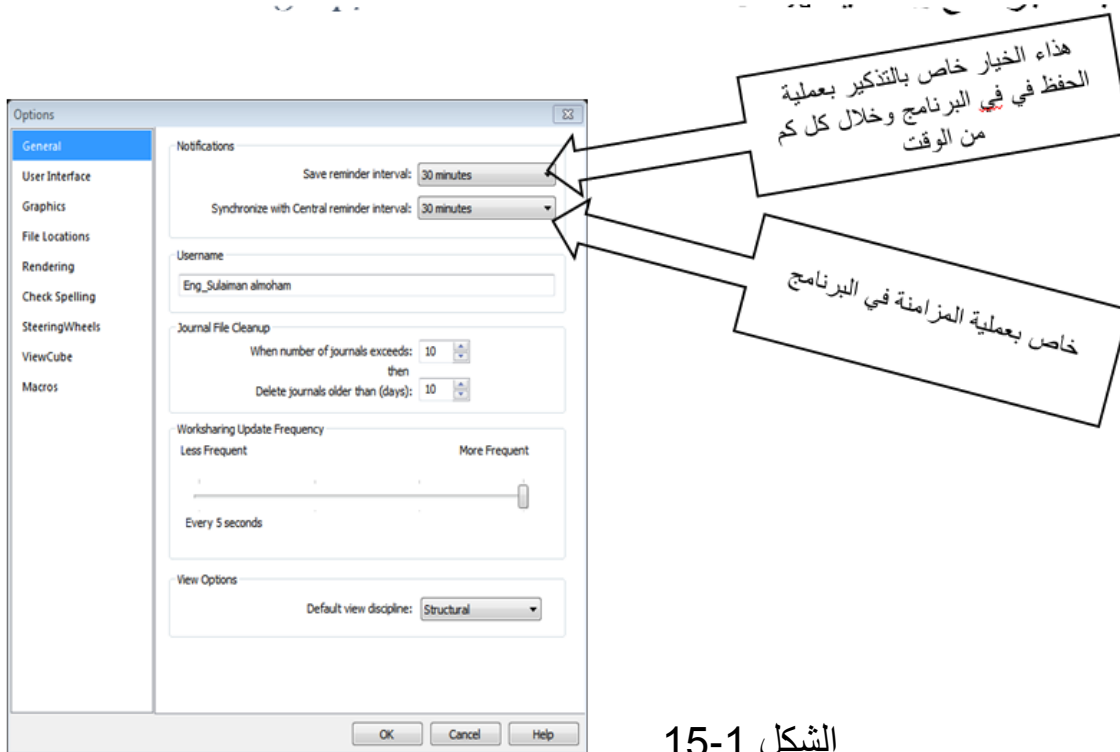 هذاء الخيار خاص بالتذكير بعملية
الحفظ في في البرنامج وخلال كل كم
من الوقت
Options
General
User Interface
Graphics
File Locations
Rendering
Check Spelling
SteeringWheels
ViewCube
Macros
Notifications
Save reminder interval: 30 minutes
Synchronize with Central reminder interval: 30 minutes
Username
Eng_Sulaiman almoham
Journal File Cleanup
When number of journals exceeds: 10
then
Delete journals older than (days): 10
Worksharing Update Frequency
Less Frequent More Frequent
Every 5 seconds
View Options
Default view discipline: Structural
OK Cancel Help
خاص بعملية المزامنة في البرنامج
الشكل 1-15